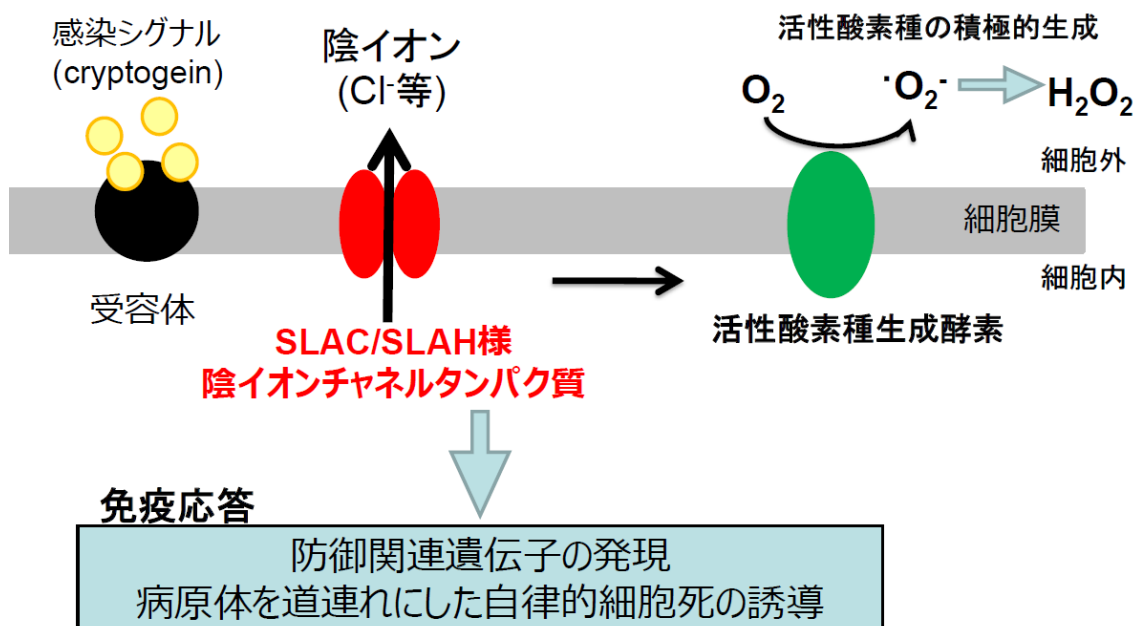 感染シグナル
(cryptogein)
陰イオン
(Cl⁻等)
活性酸素種の積極的生成
O₂
·O₂⁻
H₂O₂
細胞外
細胞膜
細胞内
受容体
SLAC/SLAH様
陰イオンチャネルタンパク質
活性酸素種生成酵素
免疫応答
防御関連遺伝子の発現
病原体を道連れにした自律的細胞死の誘導